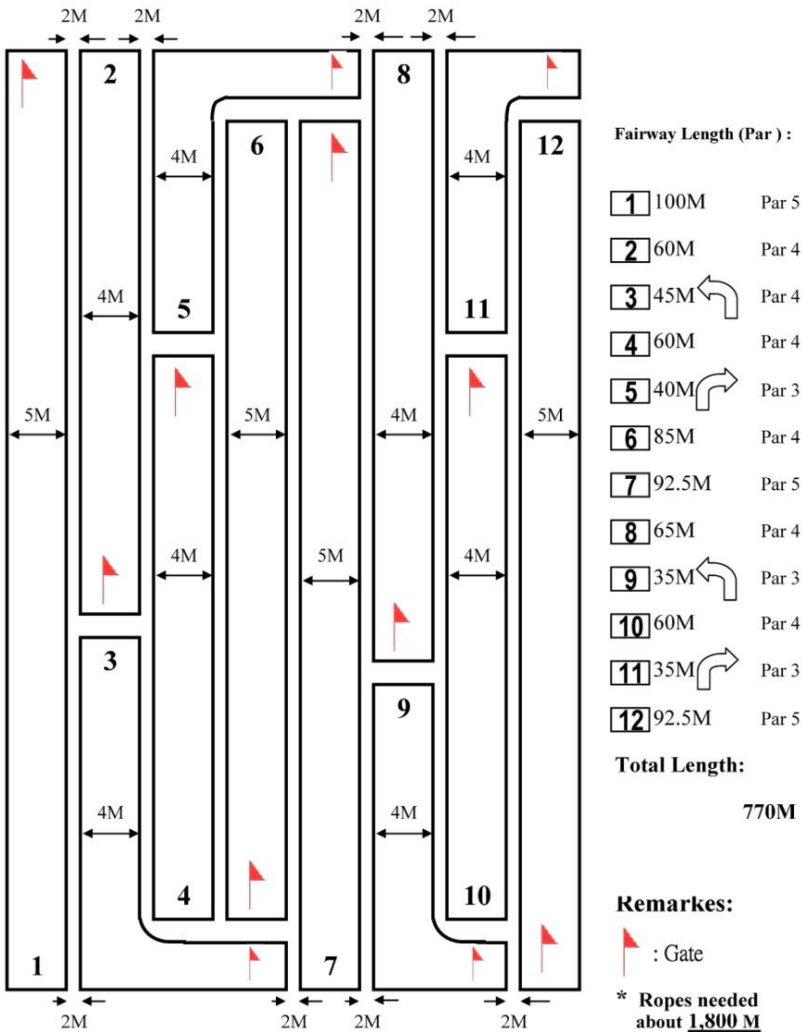 2M 2M 2M 2M
2 8
6 12
4M 4M
5 11
4M
5M 5M 4M 5M
4M 5M 4M
3
9
4M 4M
4 10
1 7
2M 2M 2M 2M
Fairway Length (Par ) :
1 100M Par 5
2 60M Par 4
3 45M Par 4
4 60M Par 4
5 40M Par 3
6 85M Par 4
7 92.5M Par 5
8 65M Par 4
9 35M Par 3
10 60M Par 4
11 35M Par 3
12 92.5M Par 5
Total Length:
770M
Remarkes:
: Gate
* Ropes needed
about 1,800 M